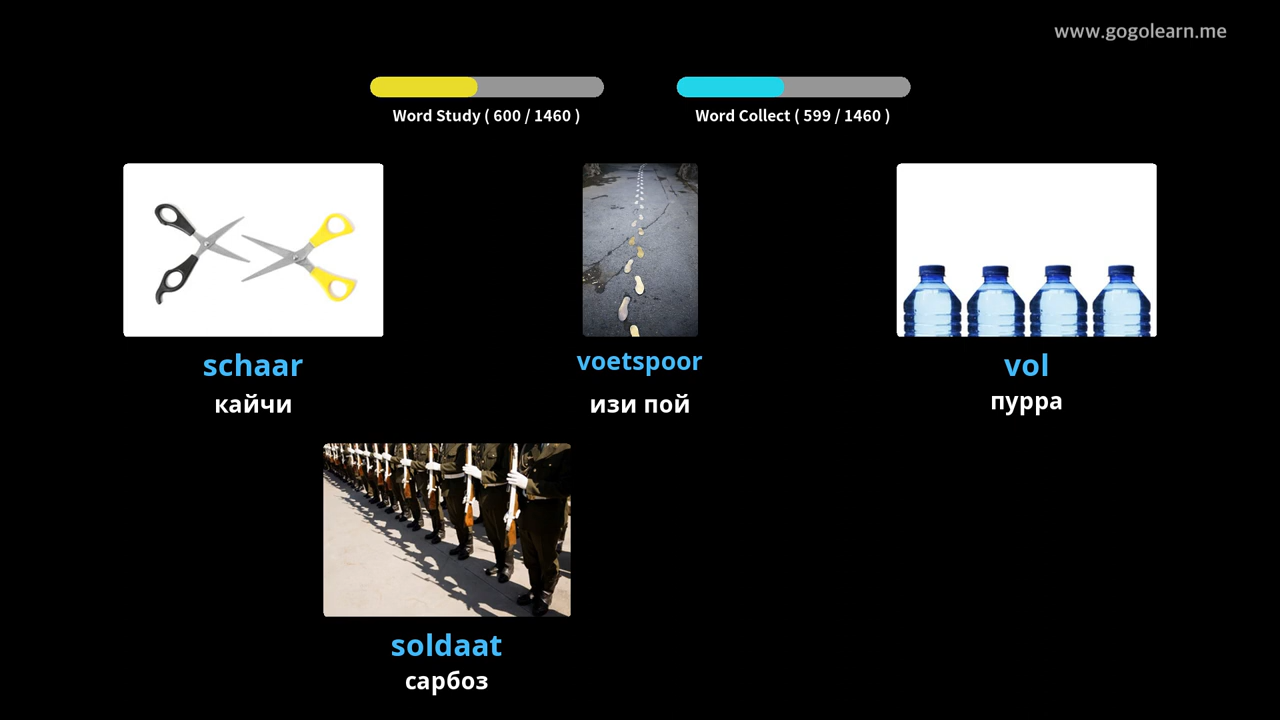 www.gogolearn.me
Word Study ( 600 / 1460 )
Word Collect ( 599 / 1460 )
schaar
кайчи
voetspoor
изи пой
vol
пурра
soldaat
сарбоз